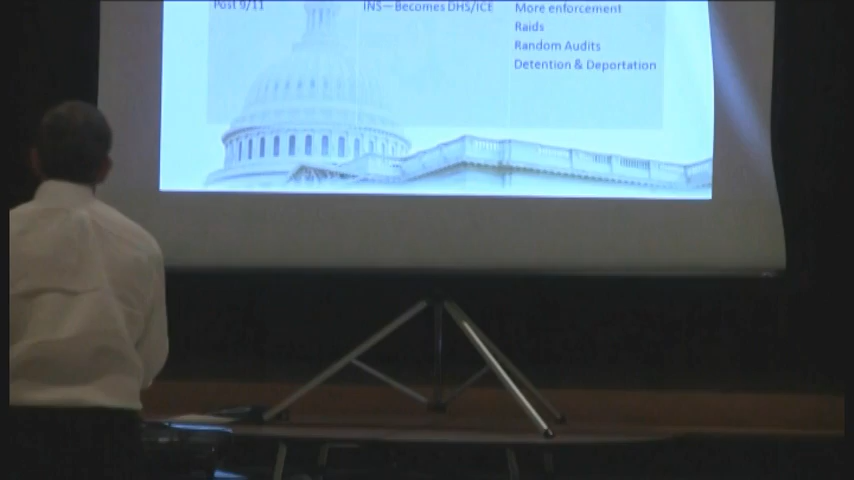 Post 9/11
INS—Becomes DHS/ICE
More enforcement
Raids
Random Audits
Detention & Deportation